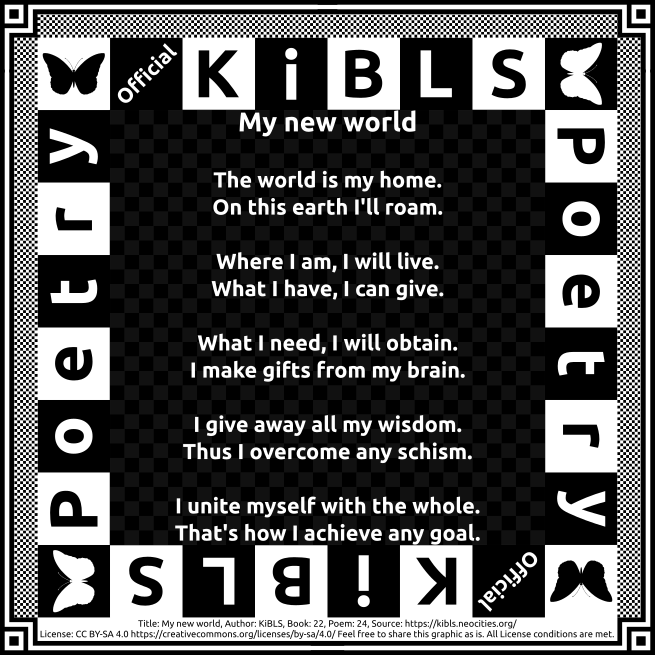 Official KiBLS
Poetry
Poetry
My new world
The world is my home.
On this earth I'll roam.
Where I am, I will live.
What I have, I can give.
What I need, I will obtain.
I make gifts from my brain.
I give away all my wisdom.
Thus I overcome any schism.
I unite myself with the whole.
That's how I achieve any goal.
Official KiBLS
Title: My new world, Author: KiBLS, Book: 22, Poem: 24, Source: https://kibls.neocities.org/
License: CC BY-SA 4.0 https://creativecommons.org/licenses/by-sa/4.0/ Feel free to share this graphic as is. All License conditions are met.